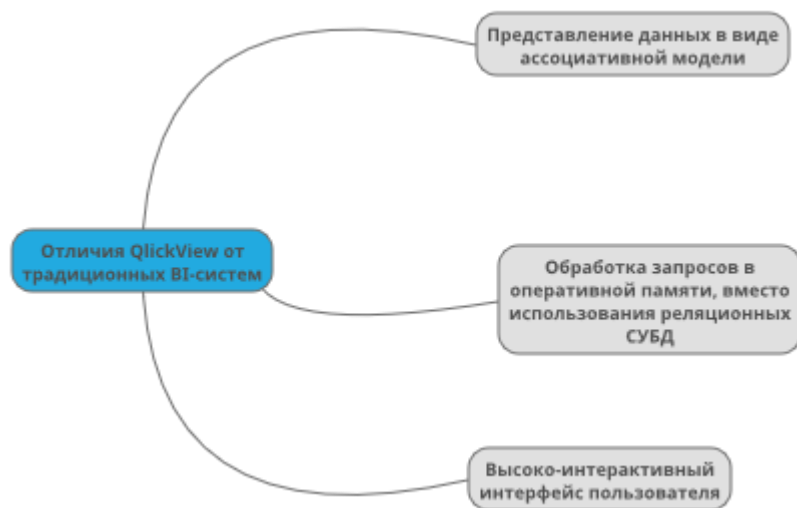 Представление данных в виде
ассоциативной модели
Отличия QlickView от
традиционных BI-систем
Обработка запросов в
оперативной памяти, вместо
использования реляционных
СУБД
Высоко-интерактивный
интерфейс пользователя